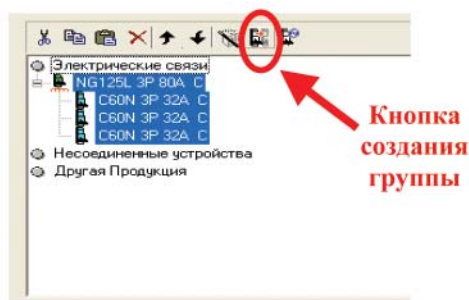 Электрические связи
NG125L 3P 80A C
C60N 3P 32A C
C60N 3P 32A C
C60N 3P 32A C
Несоединенные устройства
Другая Продукция
Кнопка
создания
группы